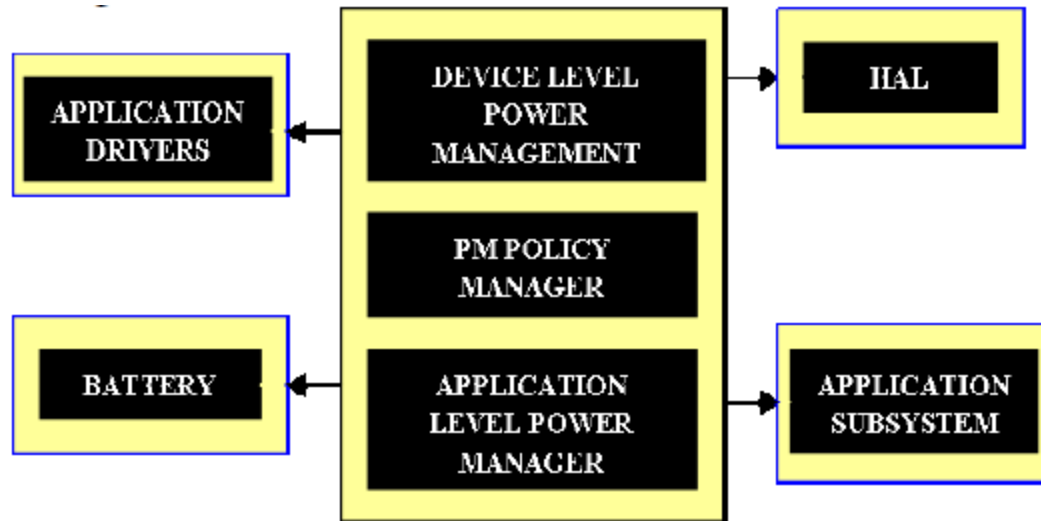 APPLICATION
DRIVERS
DEVICE LEVEL
POWER
MANAGEMENT
HAL
PM POLICY
MANAGER
BATTERY
APPLICATION
LEVEL POWER
MANAGER
APPLICATION
SUBSYSTEM